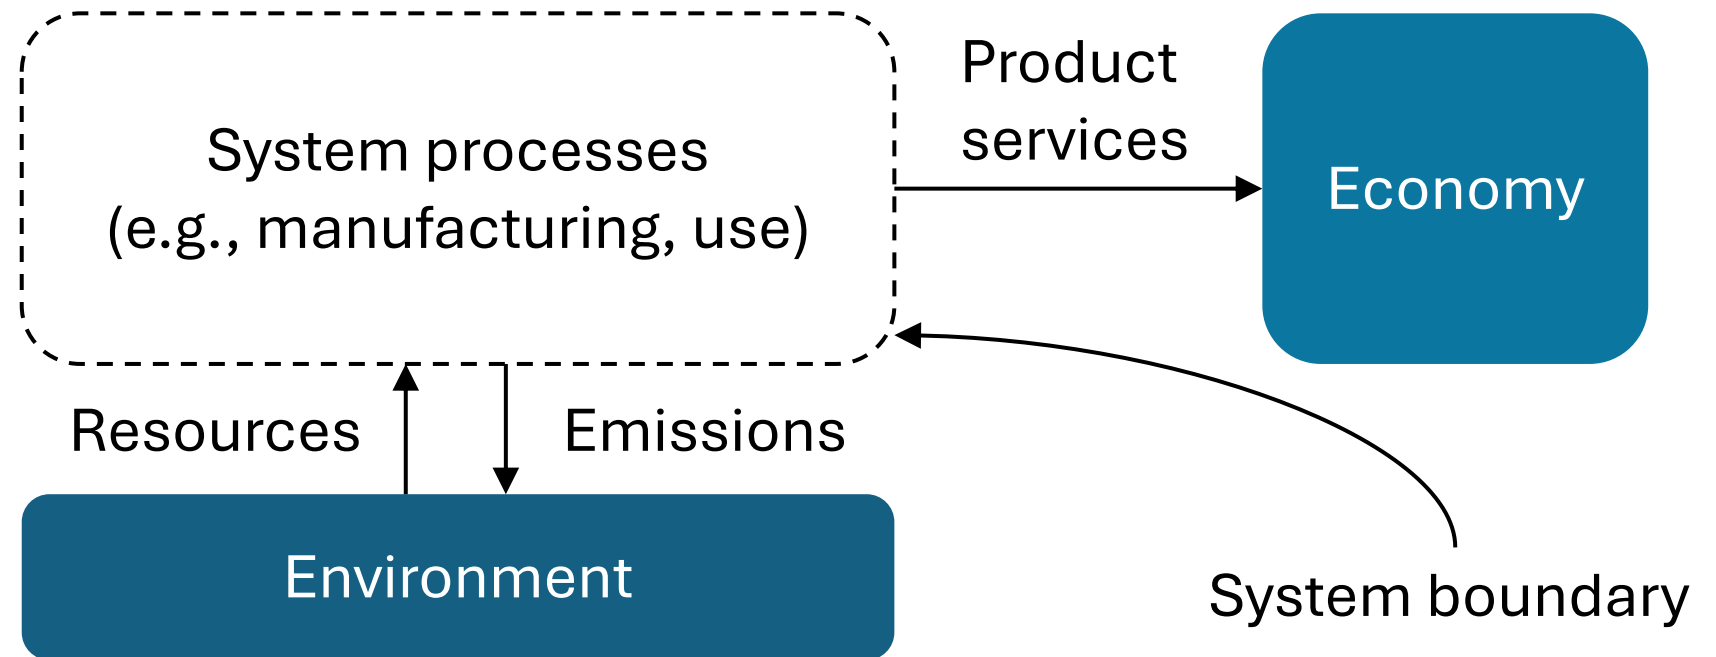 System processes
(e.g., manufacturing, use)
Product
services
Economy
Resources
Emissions
Environment
System boundary